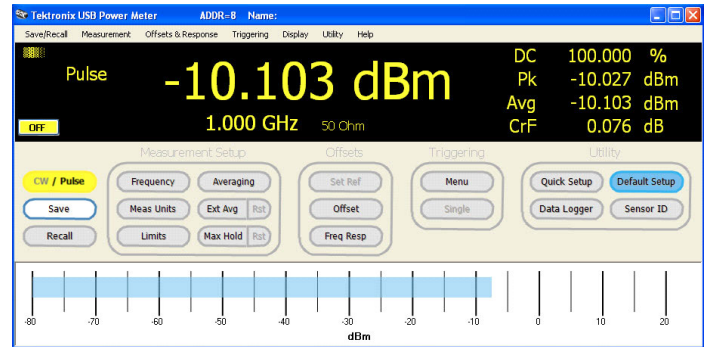 Tektronix USB Power Meter ADDR=8 Name:
Save/Recall Measurement Offsets & Response Triggering Display Utility Help
Pulse
-10.103 dBm
1.000 GHz 50 Ohm
OFF
DC 100.000 %
Pk -10.027 dBm
Avg -10.103 dBm
CrF 0.076 dB
Measurement Setup Offsets Triggering Utility
CW / Pulse Frequency Averaging Set Ref Menu Quick Setup Default Setup
Save Meas Units Ext Avg Rst Offset Single Data Logger Sensor ID
Recall Limits Max Hold Rst Freq Resp
-80 -70 -60 -50 -40 -30 -20 -10 0 10 20
dBm